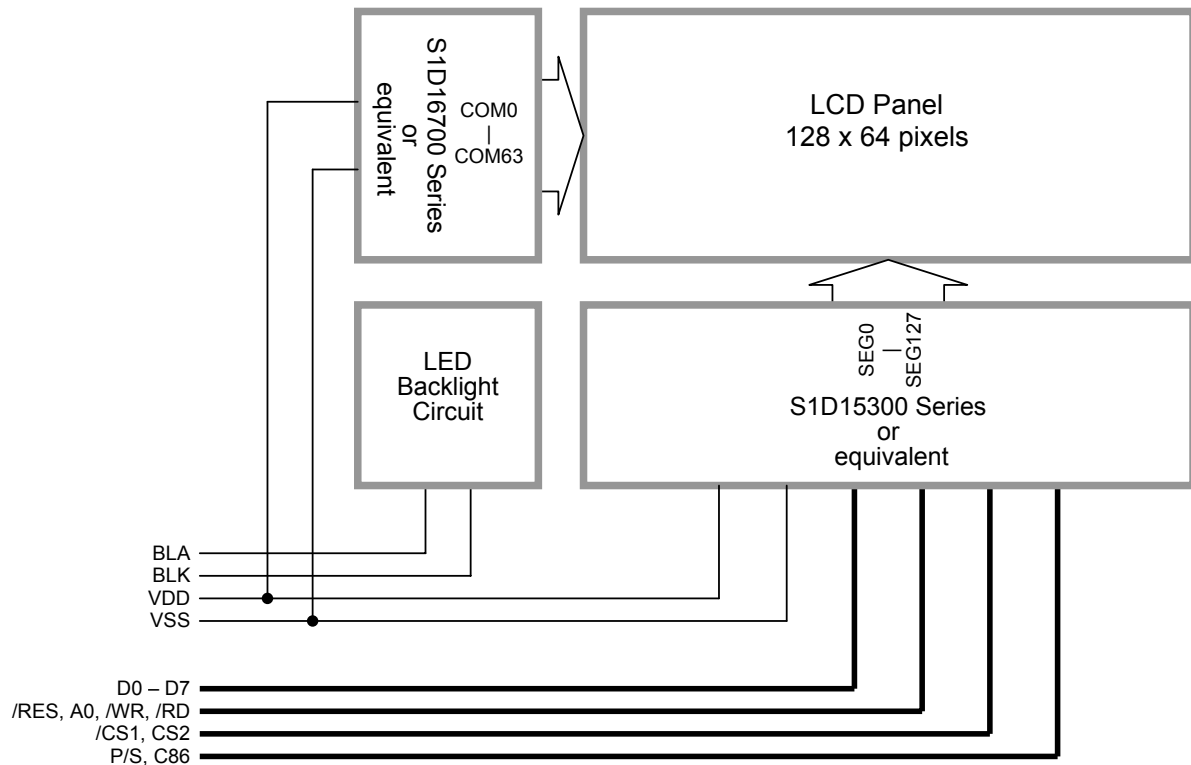 S1D16700 Series
or
equivalent
COM0
|
COM63
LCD Panel
128 x 64 pixels
LED
Backlight
Circuit
SEG0
|
SEG127
S1D15300 Series
or
equivalent
BLA
BLK
VDD
VSS
D0 – D7
/RES, A0, /WR, /RD
/CS1, CS2
P/S, C86